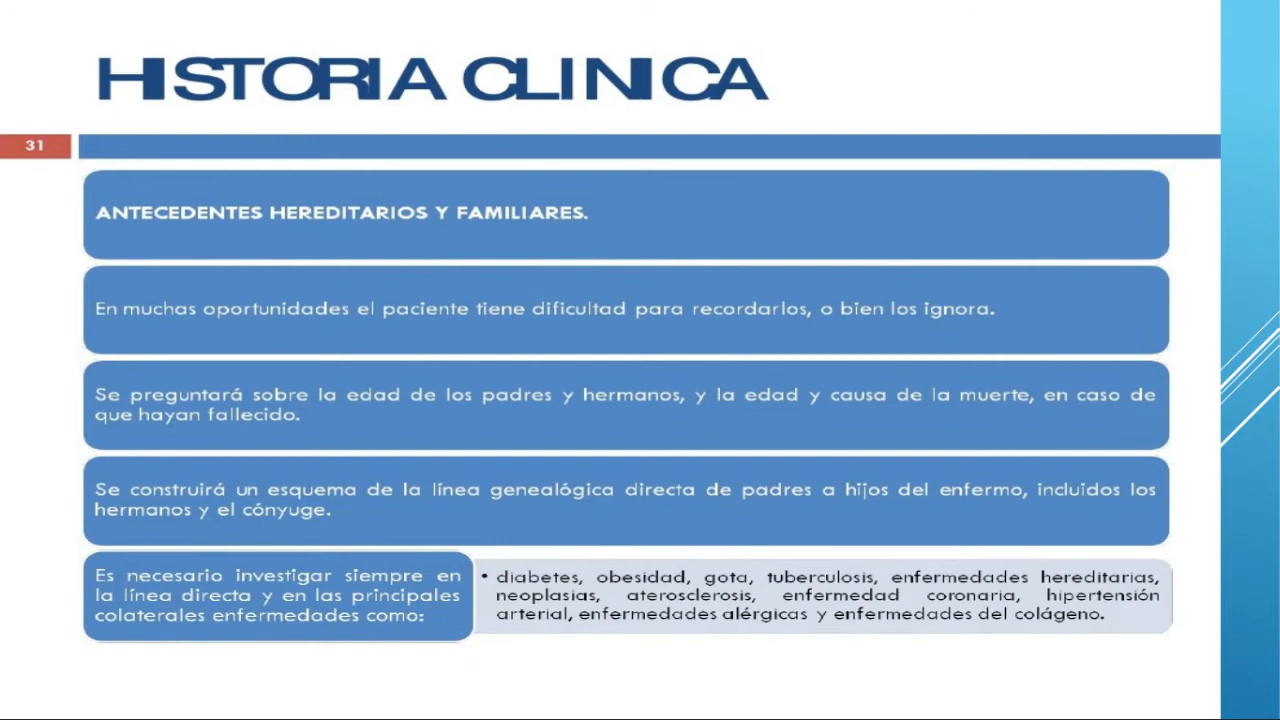 HISTORIA CLINICA
31
ANTECEDENTES HEREDITARIOS Y FAMILIARES.
En muchas oportunidades el paciente tiene dificultad para recordarlos, o bien los ignora.
Se preguntará sobre la edad de los padres y hermanos, y la edad y causa de la muerte, en caso de
que hayan fallecido.
Se construirá un esquema de la línea genealógica directa de padres a hijos del enfermo, incluidos los
hermanos y el cónyuge.
Es necesario investigar siempre en
la línea directa y en las principales
colaterales enfermedades como:
• diabetes, obesidad, gota, tuberculosis, enfermedades hereditarias,
neoplasias, aterosclerosis, enfermedad coronaria, hipertensión
arterial, enfermedades alérgicas y enfermedades del colágeno.